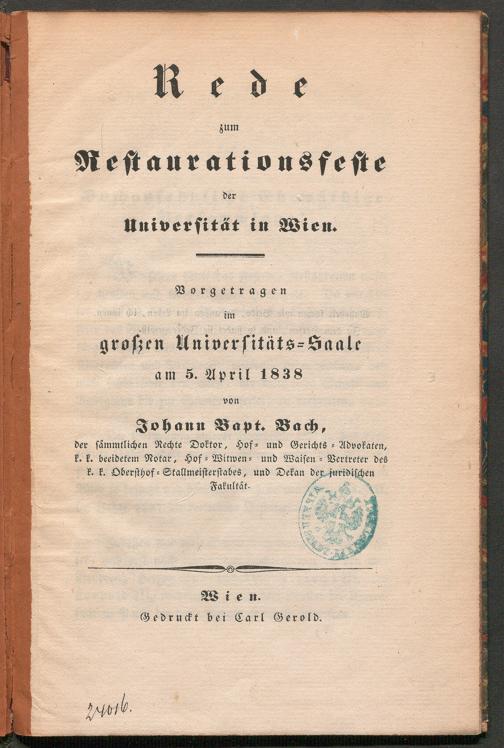 Rede
zum
Restaurationsfeste
der
Universität in Wien.
Vorgetragen
im
großen Universitäts-Saale
am 5. April 1838
von
Johann Bapt. Bach,
der sämmtlichen Rechte Doktor, Hof- und Gerichts-Advokaten,
k. k. beeidetem Notar, Hof-Witwen- und Waisen-Vertreter des
k. k. Obersthof-Stallmeisterstabes, und Dekan der juridischen
Fakultät.
Wien.
Gedruckt bei Carl Gerold.